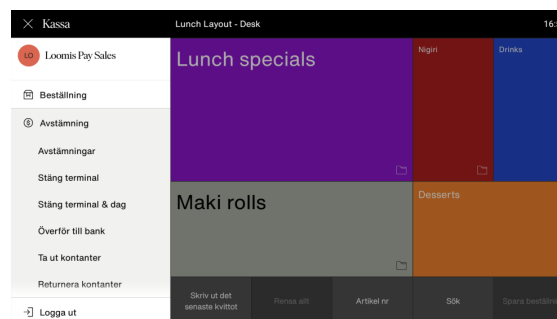 Kassa
Lunch Layout - Desk
16:
LO
Loomis Pay Sales
Lunch specials
Nigiri
Drinks
Beställning
Avstämning
Avstämningar
Stäng terminal
Stäng terminal & dag
Överför till bank
Ta ut kontanter
Returnera kontanter
Logga ut
Maki rolls
Desserts
Skriv ut det
senaste kvittot
Rensa allt
Artikel nr
Sök
Spara